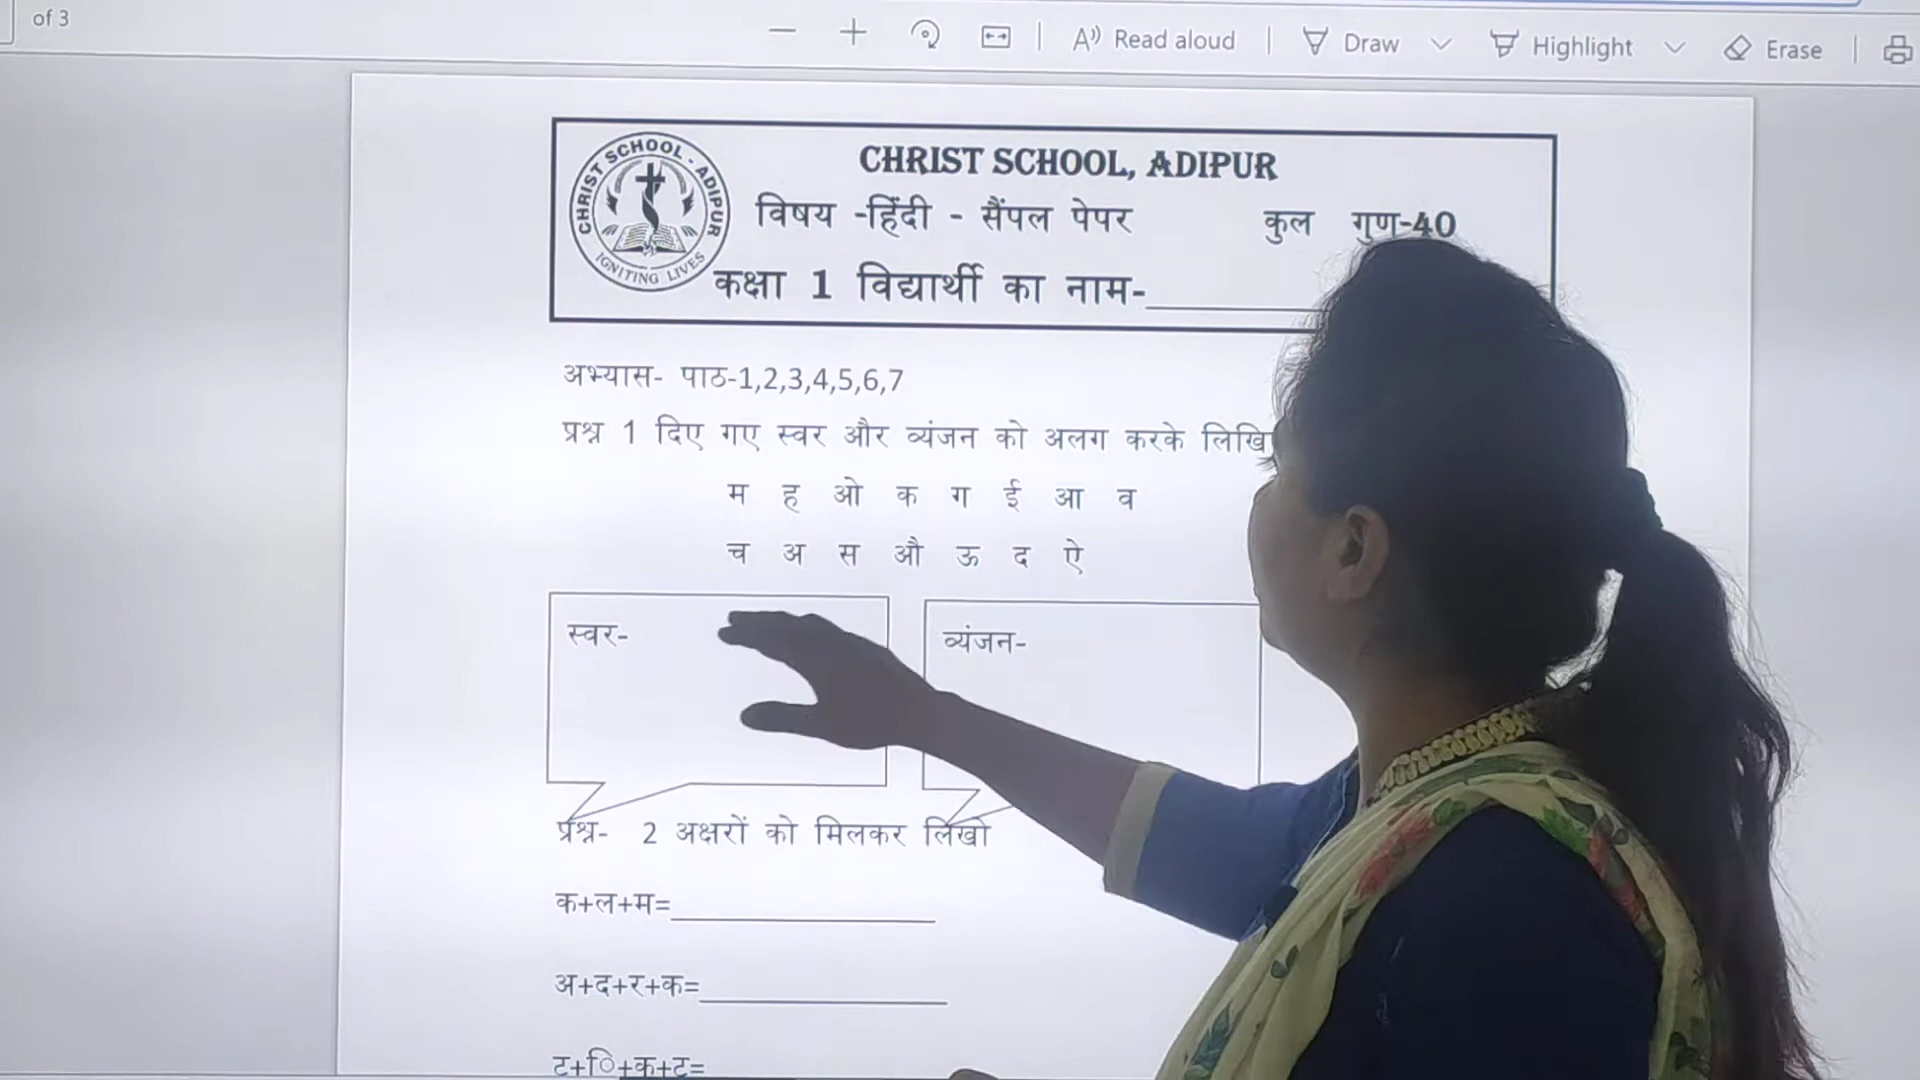 of 3
Read aloud
Draw
Highlight
Erase
CHRIST SCHOOL - ADIPUR
IGNITING LIVES
CHRIST SCHOOL, ADIPUR
विषय -हिंदी - सैंपल पेपर कुल गुण-40
कक्षा 1 विद्यार्थी का नाम-
अभ्यास- पाठ-1,2,3,4,5,6,7
प्रश्न 1 दिए गए स्वर और व्यंजन को अलग करके
म ह ओ क ग ई आ व
च अ स औ ऊ द ऐ
स्वर-
व्यंजन-
प्रश्न- 2 अक्षरों को मिलकर लिखो
क+ल+म=
अ+द+र+क=
ट+ि+क+ट=